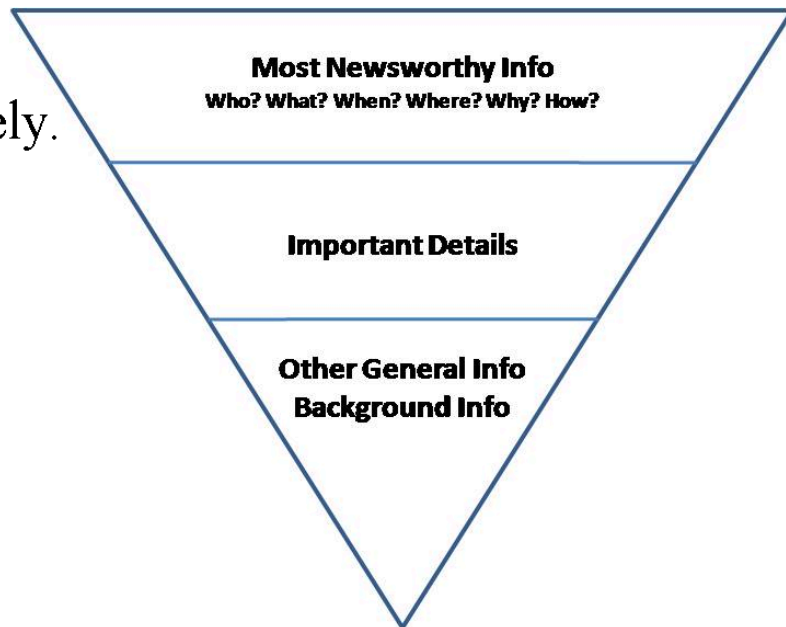 Most Newsworthy Info
Who? What? When? Where? Why? How?
ely.
Important Details
Other General Info
Background Info